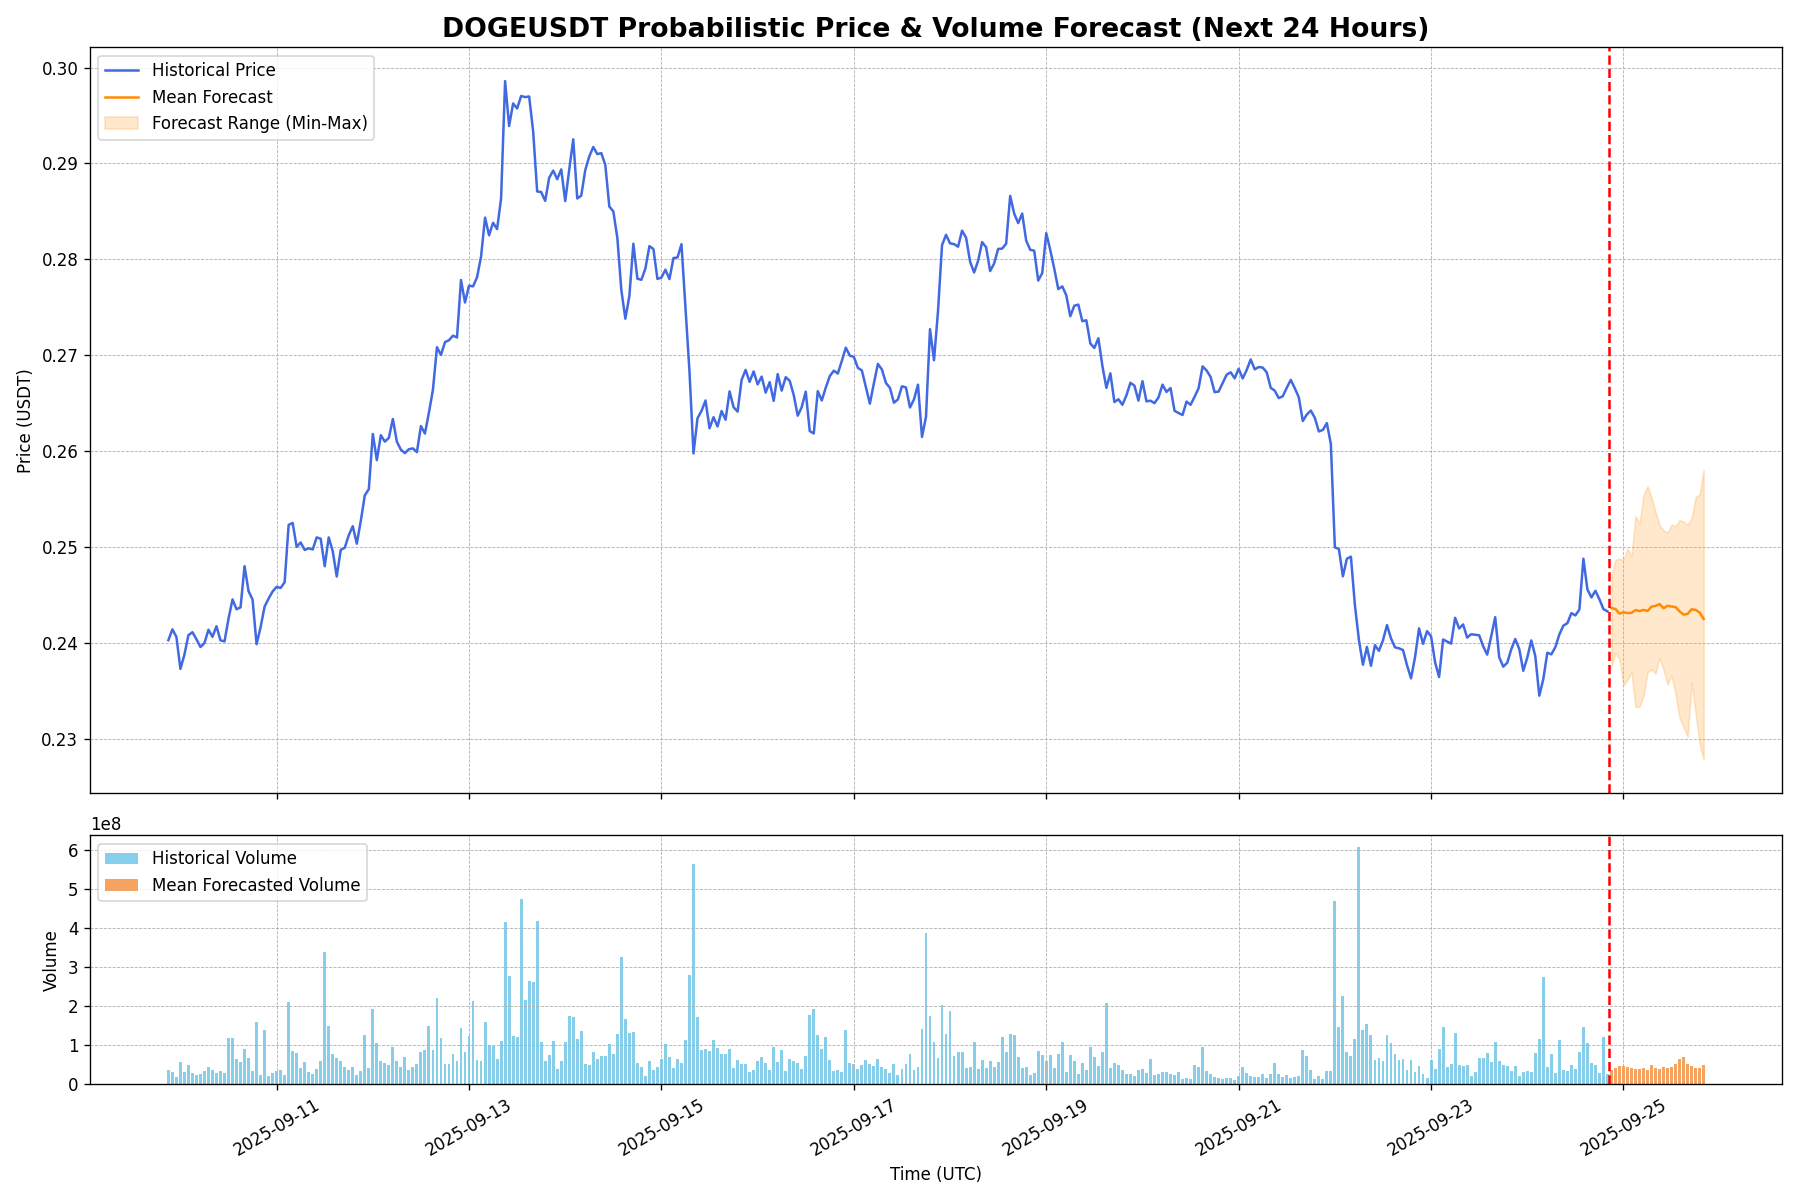 DOGEUSDT Probabilistic Price & Volume Forecast (Next 24 Hours)
Historical Price
Mean Forecast
Forecast Range (Min-Max)
0.30
0.29
0.28
0.27
0.26
0.25
0.24
0.23
Price (USDT)
1e8
Historical Volume
Mean Forecasted Volume
6
5
4
3
2
1
0
Volume
2025-09-11
2025-09-13
2025-09-15
2025-09-17
2025-09-19
2025-09-21
2025-09-23
2025-09-25
Time (UTC)